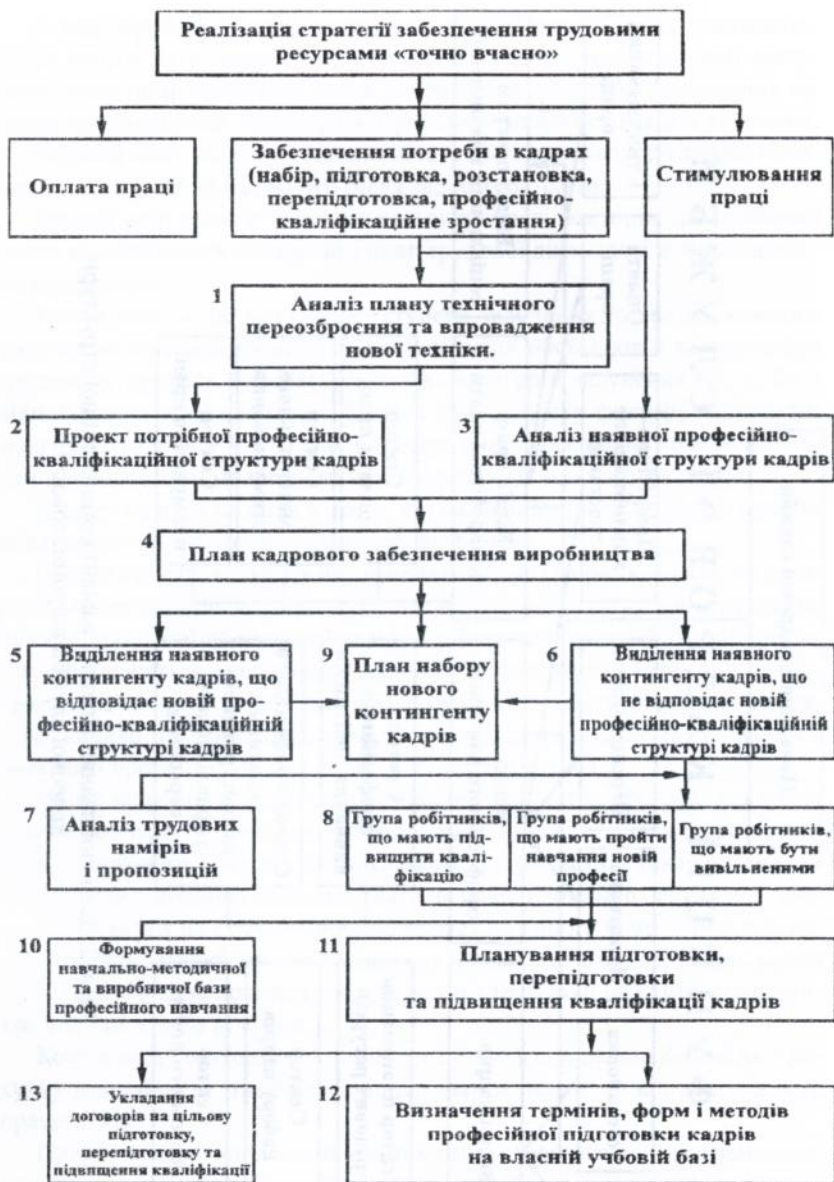 Реалізація стратегії забезпечення трудовими
ресурсами «точно вчасно»
Оплата праці
Забезпечення потреби в кадрах
(набір, підготовка, розстановка,
перепідготовка, професійно-
кваліфікаційне зростання)
Стимулювання
праці
1
Аналіз плану технічного
переозброєння та впровадження
нової техніки.
2
Проект потрібної професійно-
кваліфікаційної структури кадрів
3
Аналіз наявної професійно-
кваліфікаційної структури кадрів
4
План кадрового забезпечення виробництва
5
Виділення наявного
контингенту кадрів, що
відповідає новій про-
фесійно-кваліфікаційній
структурі кадрів
9
План набору
нового
контингенту
кадрів
6
Виділення наявного
контингенту кадрів, що
не відповідає новій
професійно-кваліфікаційній
структурі кадрів
7
Аналіз трудових
намірів
і пропозицій
8
Група робітників,
що мають під-
вищити кваліфікацію
Група робітників,
що мають пройти
навчання новій
професії
Група робітників,
що мають бути
вивільненими
10
Формування
навчально-методичної
та виробничої бази
професійного навчання
11
Планування підготовки,
перепідготовки
та підвищення кваліфікації кадрів
13
Укладання
договорів на цільову
підготовку,
перепідготовку та
підвищення кваліфікації
12
Визначення термінів, форм і методів
професійної підготовки кадрів
на власній учбовій базі